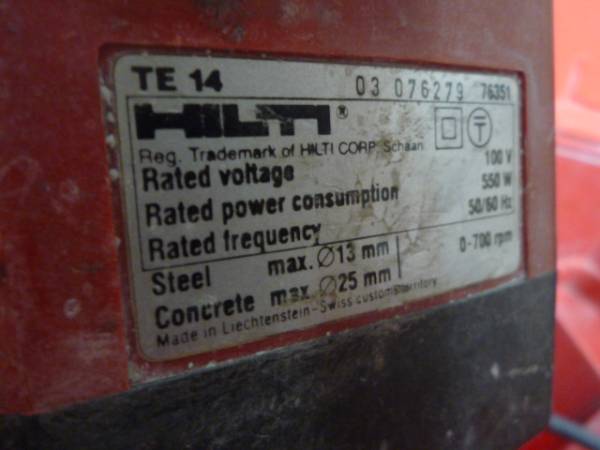 TE 14 03 076279 76351
HILTI®
Reg. Trademark of HILTI CORP. Schaan
Rated voltage 100 V
Rated power consumption 550 W
Rated frequency 50/60 Hz
Steel max. Ø13 mm 0-700 rpm
Concrete max. Ø25 mm
Made in Liechtenstein-Swiss customs territory